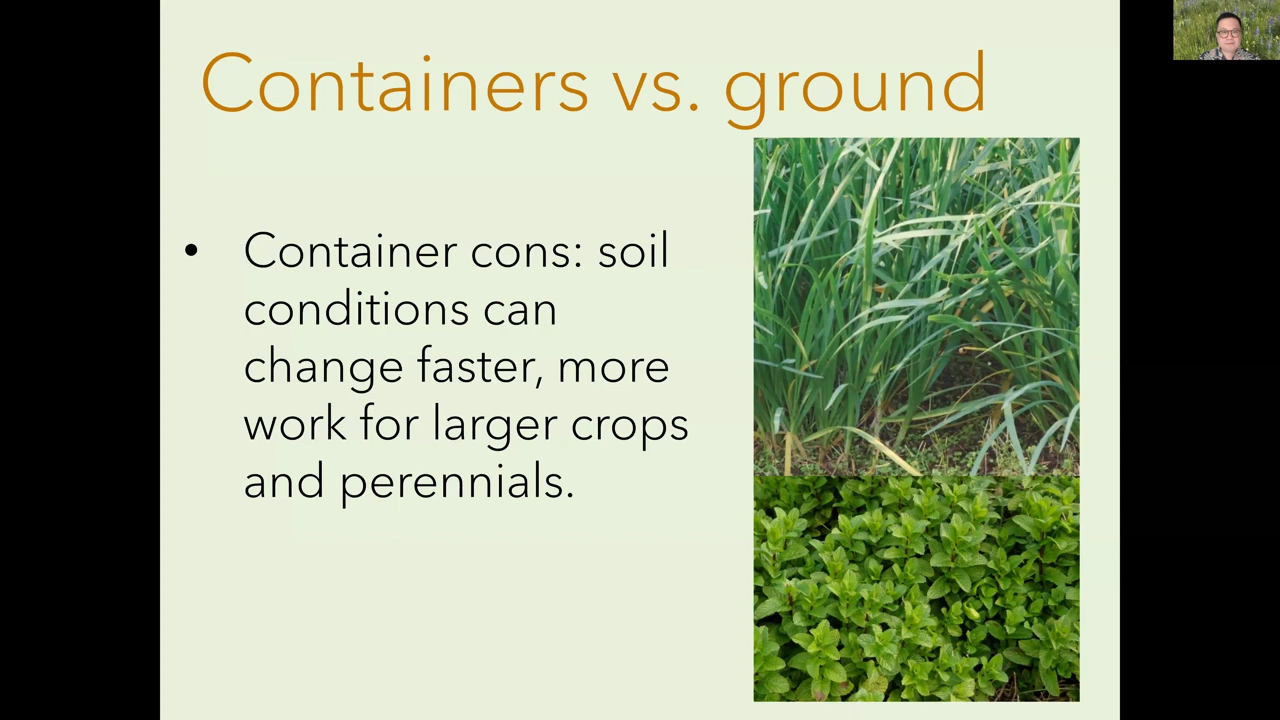 Containers vs. ground
• Container cons: soil
conditions can
change faster, more
work for larger crops
and perennials.